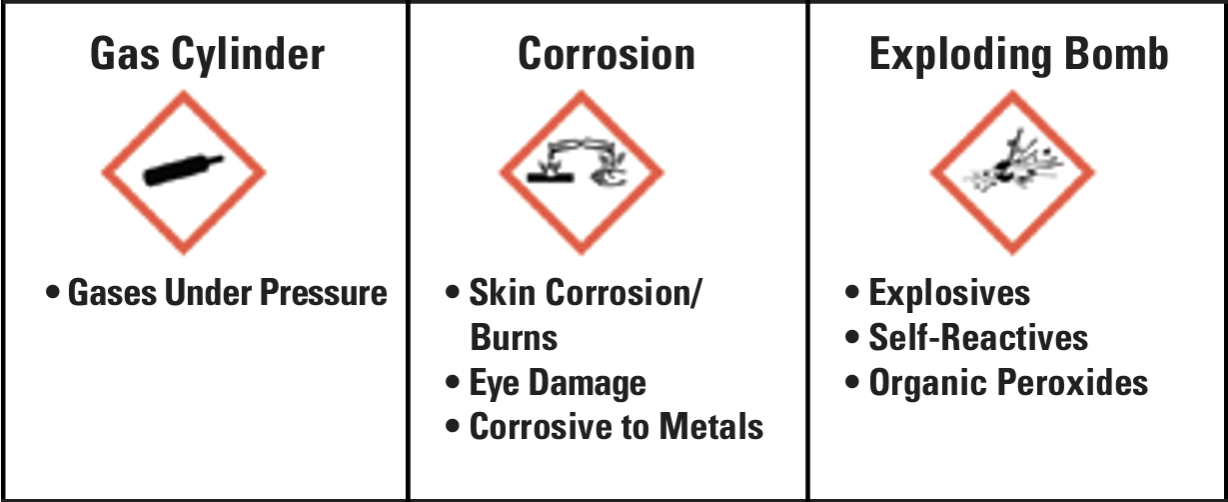 Gas Cylinder
• Gases Under Pressure
Corrosion
• Skin Corrosion/
Burns
• Eye Damage
• Corrosive to Metals
Exploding Bomb
• Explosives
• Self-Reactives
• Organic Peroxides